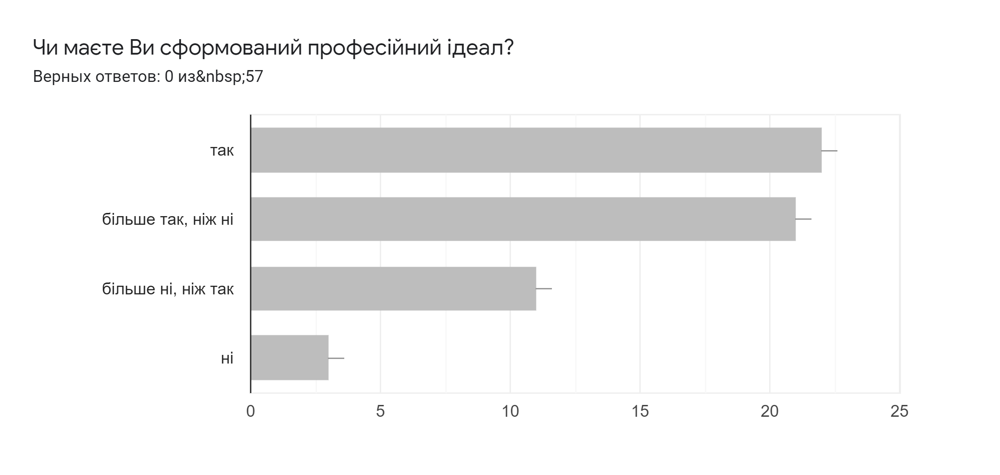 Чи маєте Ви сформований професійний ідеал?
Верных ответов: 0 из&nbsp;57
так
більше так, ніж ні
більше ні, ніж так
ні
0 5 10 15 20 25